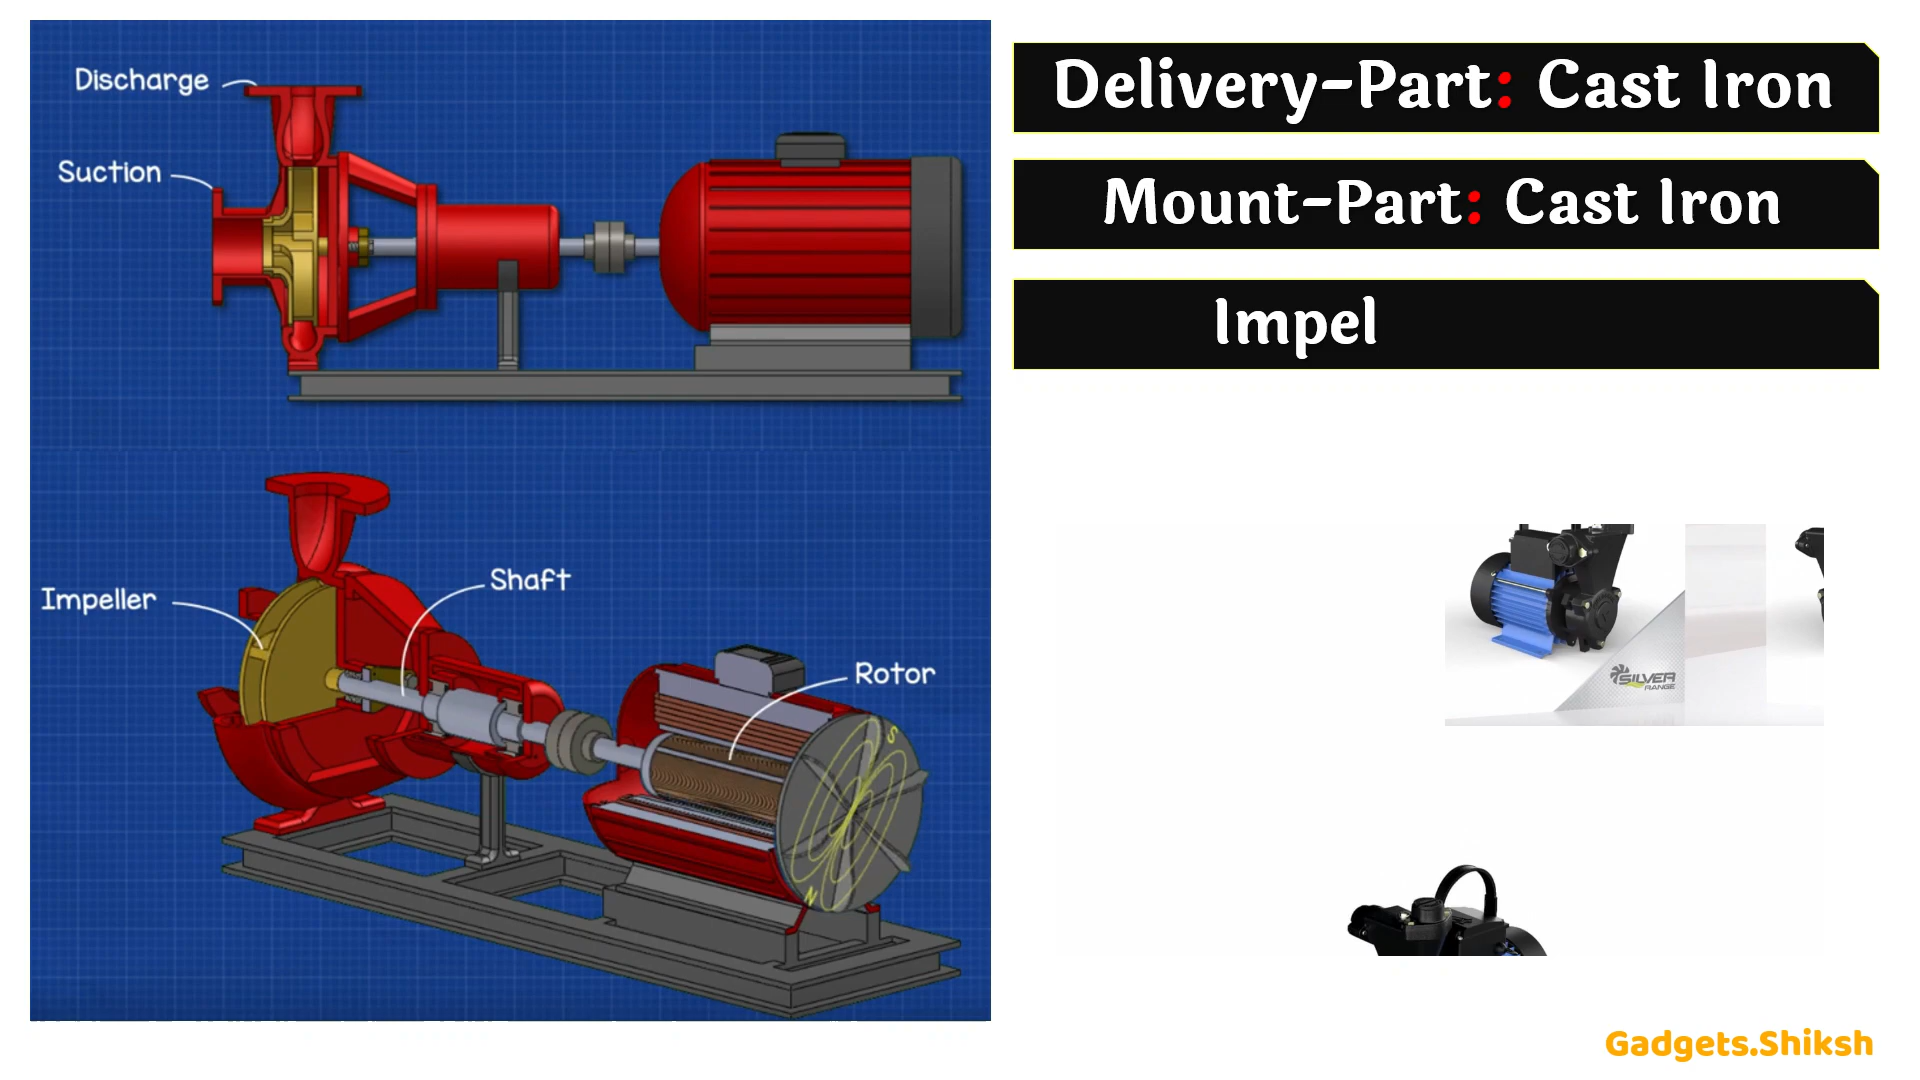 Discharge
Suction
Impeller
Shaft
Rotor
S
N
Delivery-Part: Cast Iron
Mount-Part: Cast Iron
Impel
SILVER
RANGE
Gadgets.Shiksh